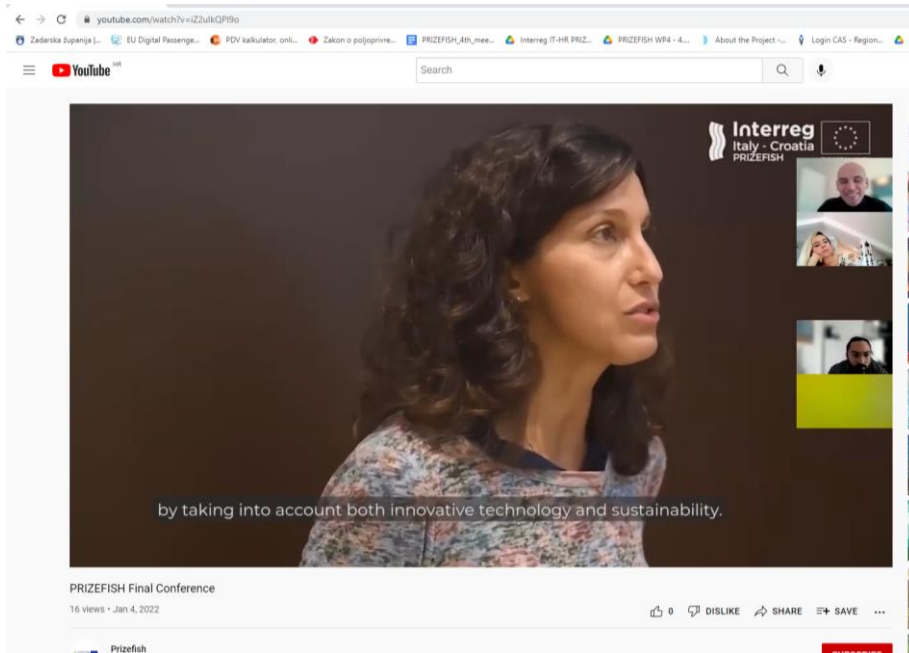 youtube.com/watch?v=iZ2ulkQPI9o
Zadarska županija |...
EU Digital Passenge...
PDV kalkulator, onli...
Zakon o poljoprivre...
PRIZEFISH_4th_mee...
Interreg IT-HR PRIZ...
PRIZEFISH WP4 - 4....
About the Project -...
Login CAS - Region...
YouTube HR
Search
Interreg
Italy - Croatia
PRIZEFISH
by taking into account both innovative technology and sustainability.
PRIZEFISH Final Conference
16 views • Jan 4, 2022
0 DISLIKE SHARE SAVE ...
Prizefish
SUBSCRIBE